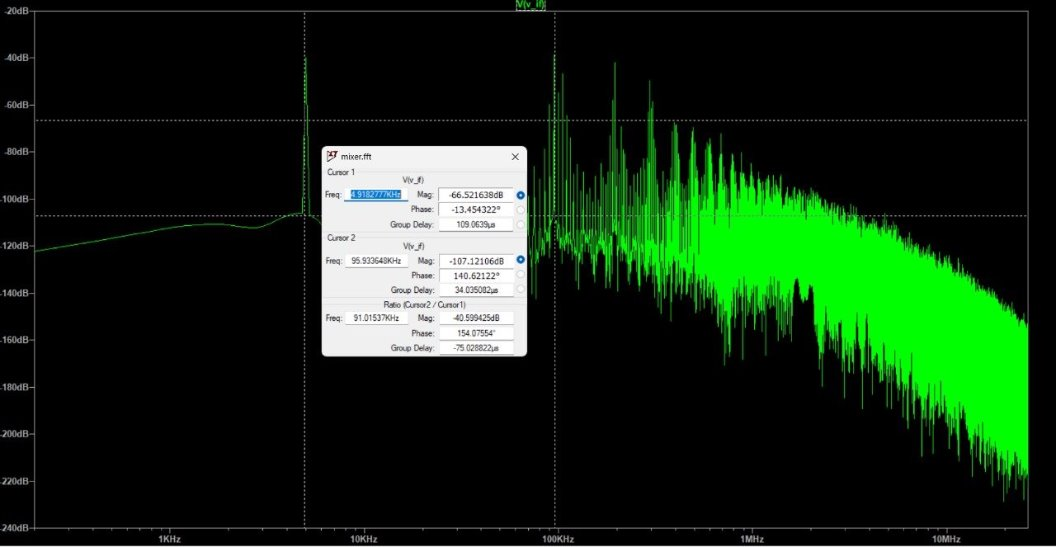 V(v_if)
-20dB
-40dB
-60dB
-80dB
-100dB
-120dB
-140dB
-160dB
-180dB
-200dB
-220dB
-240dB
mixer.fft
Cursor 1
V(v_if)
Freq: 4.9182777KHz Mag: -66.521638dB
Phase: -13.454322°
Group Delay: 109.0639µs
Cursor 2
V(v_if)
Freq: 95.933648KHz Mag: -107.12106dB
Phase: 140.62122°
Group Delay: 34.035082µs
Ratio (Cursor2 / Cursor1)
Freq: 91.01537KHz Mag: -40.599425dB
Phase: 154.07554°
Group Delay: -75.028822µs
1KHz 10KHz 100KHz 1MHz 10MHz